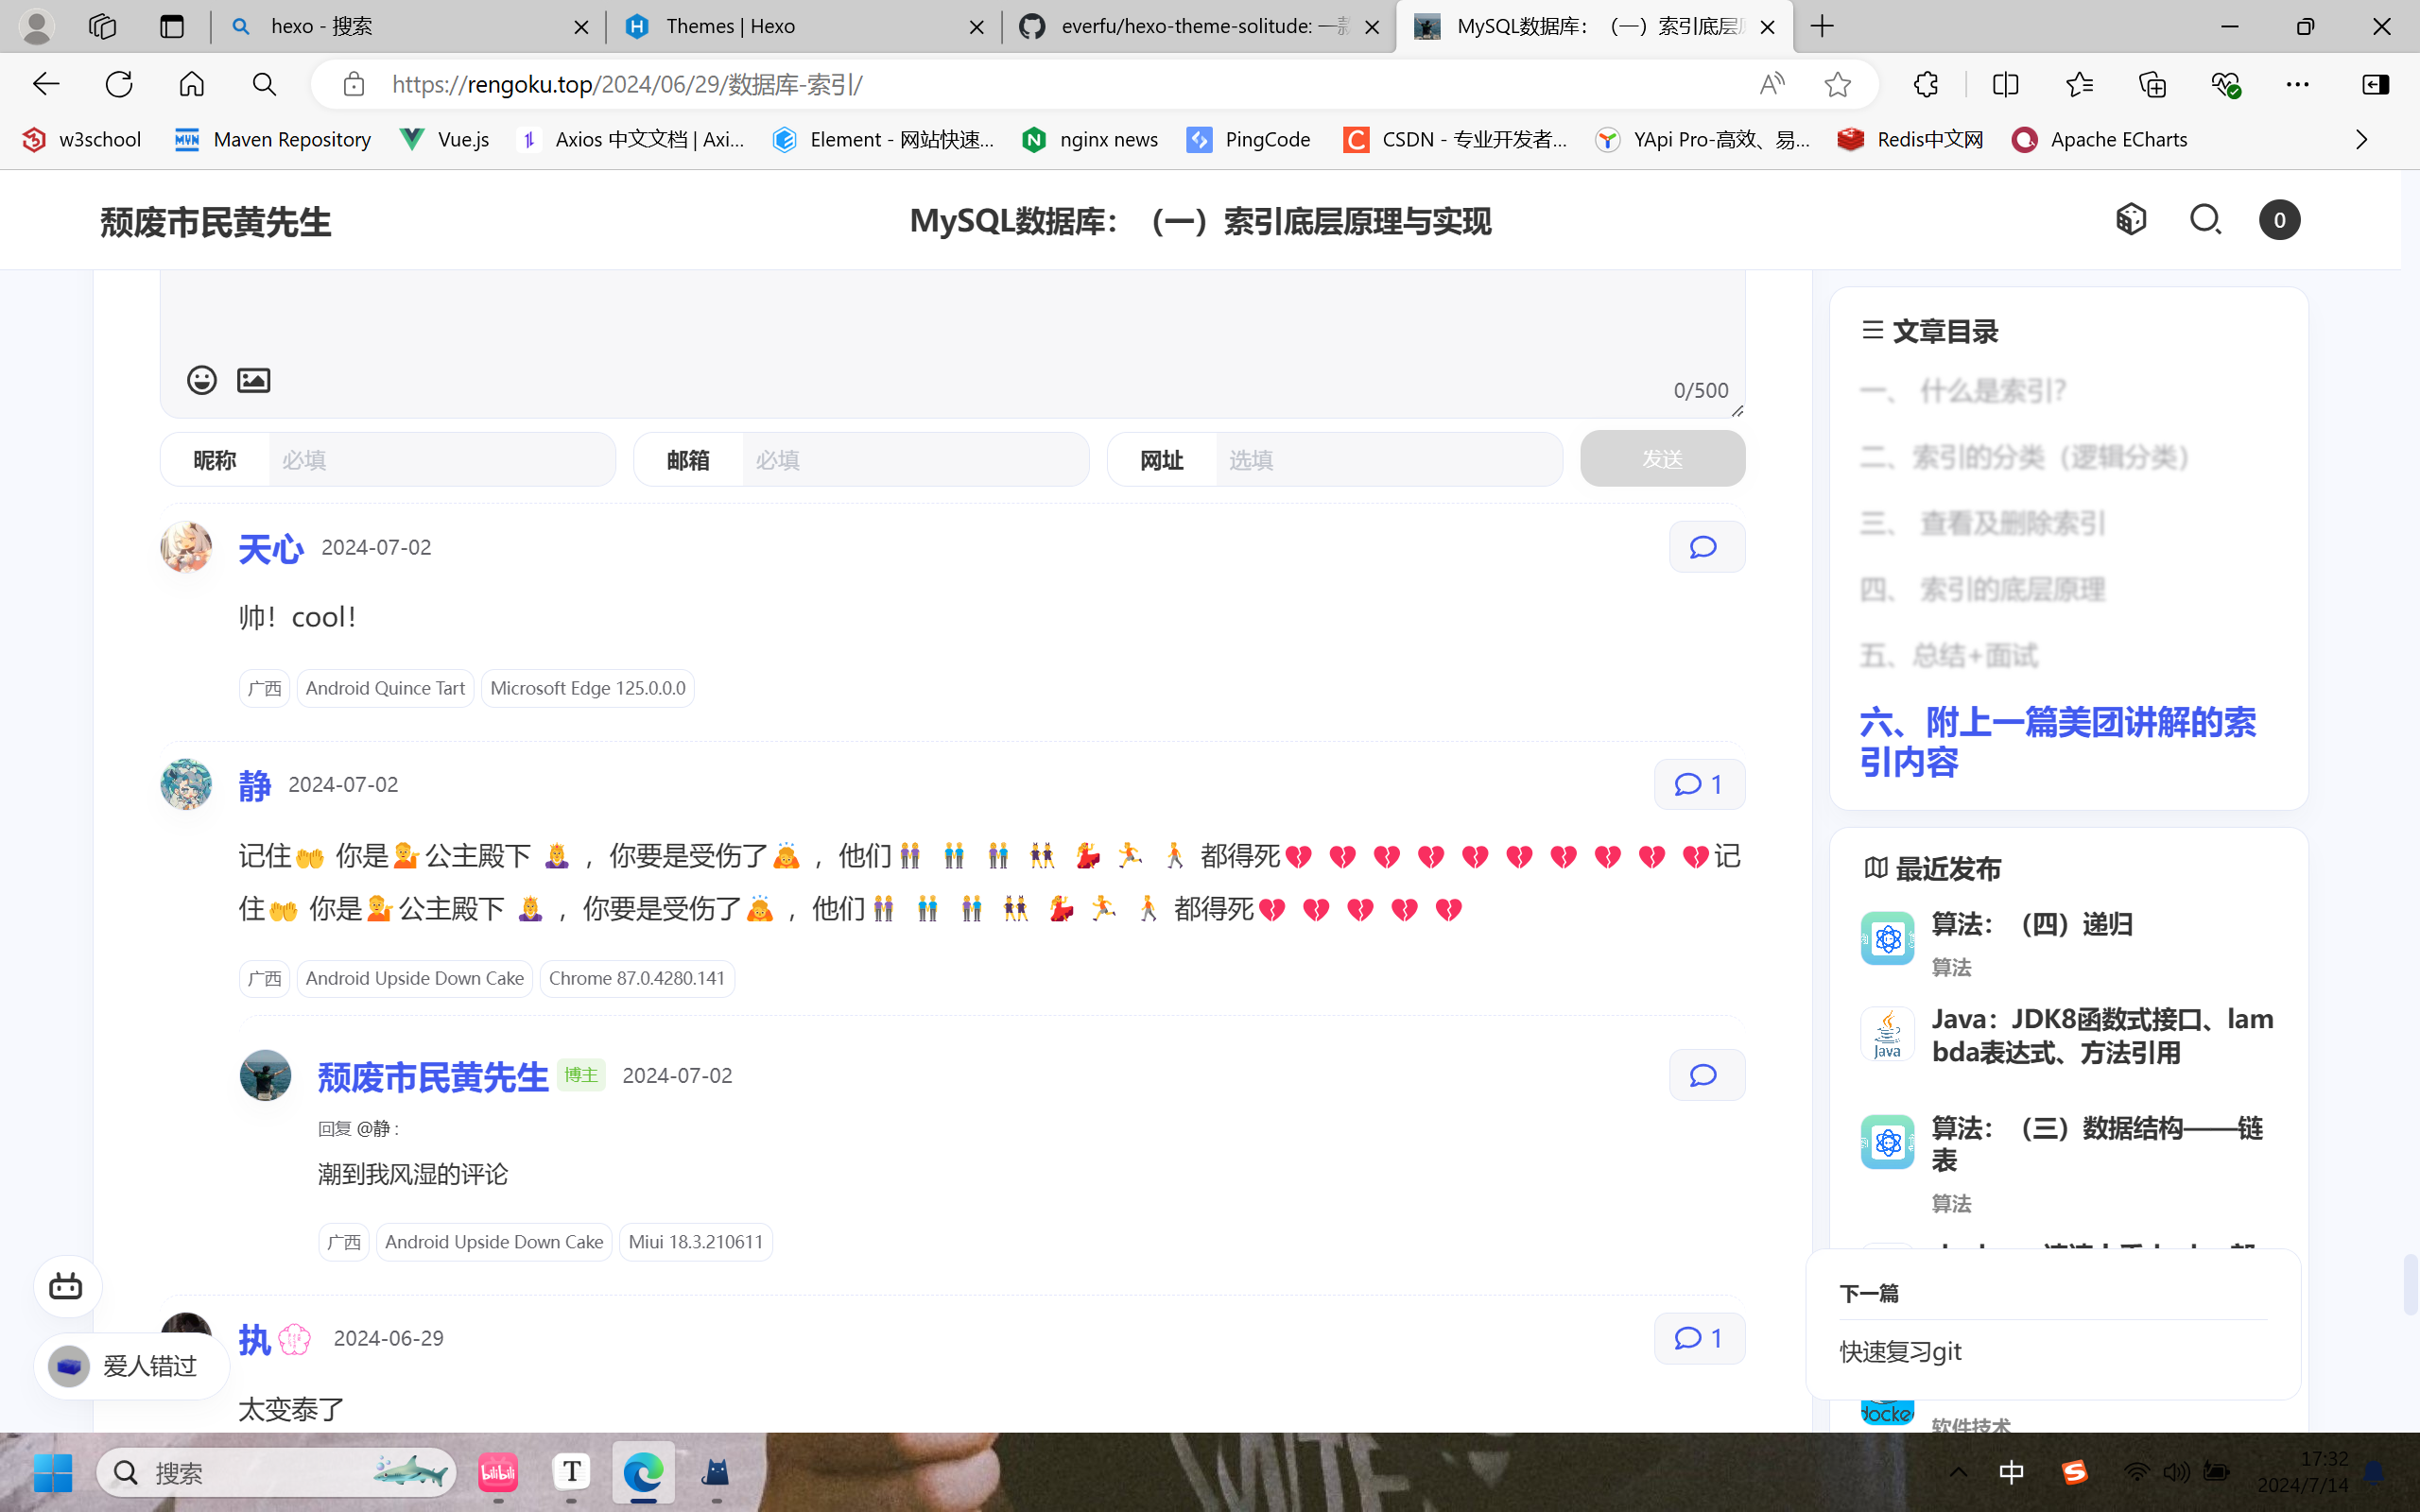 hexo - 搜索
Themes | Hexo
everfu/hexo-theme-solitude: 一款
MySQL数据库：（一）索引底层原
https://rengoku.top/2024/06/29/数据库-索引/
w3school
Maven Repository
Vue.js
Axios 中文文档 | Axi...
Element - 网站快速...
nginx news
PingCode
CSDN - 专业开发者...
YApi Pro-高效、易...
Redis中文网
Apache ECharts
颓废市民黄先生
MySQL数据库：（一）索引底层原理与实现
0
0/500
昵称 必填
邮箱 必填
网址 选填
发送
天心 2024-07-02
帅！cool！
广西 Android Quince Tart Microsoft Edge 125.0.0.0
静 2024-07-02
1
记住🤲 你是💁公主殿下 👸 ，你要是受伤了🙇 ，他们👭 👬 👬 👯 💃 🏃 🚶 都得死💔 💔 💔 💔 💔 💔 💔 💔 💔 💔记
住🤲 你是💁公主殿下 👸 ，你要是受伤了🙇 ，他们👭 👬 👬 👯 💃 🏃 🚶 都得死💔 💔 💔 💔 💔
广西 Android Upside Down Cake Chrome 87.0.4280.141
颓废市民黄先生 博主 2024-07-02
回复 @静 :
潮到我风湿的评论
广西 Android Upside Down Cake Miui 18.3.210611
执💮 2024-06-29
1
太变泰了
爱人错过
文章目录
一、 什么是索引？
二、索引的分类（逻辑分类）
三、 查看及删除索引
四、 索引的底层原理
五、总结+面试
六、附上一篇美团讲解的索
引内容
最近发布
算法：（四）递归
算法
Java
Java：JDK8函数式接口、lam
bda表达式、方法引用
算法：（三）数据结构——链
表
算法
下一篇
快速复习git
docke
软件技术
搜索
bilibili
T
中
S
17:32
2024/7/14